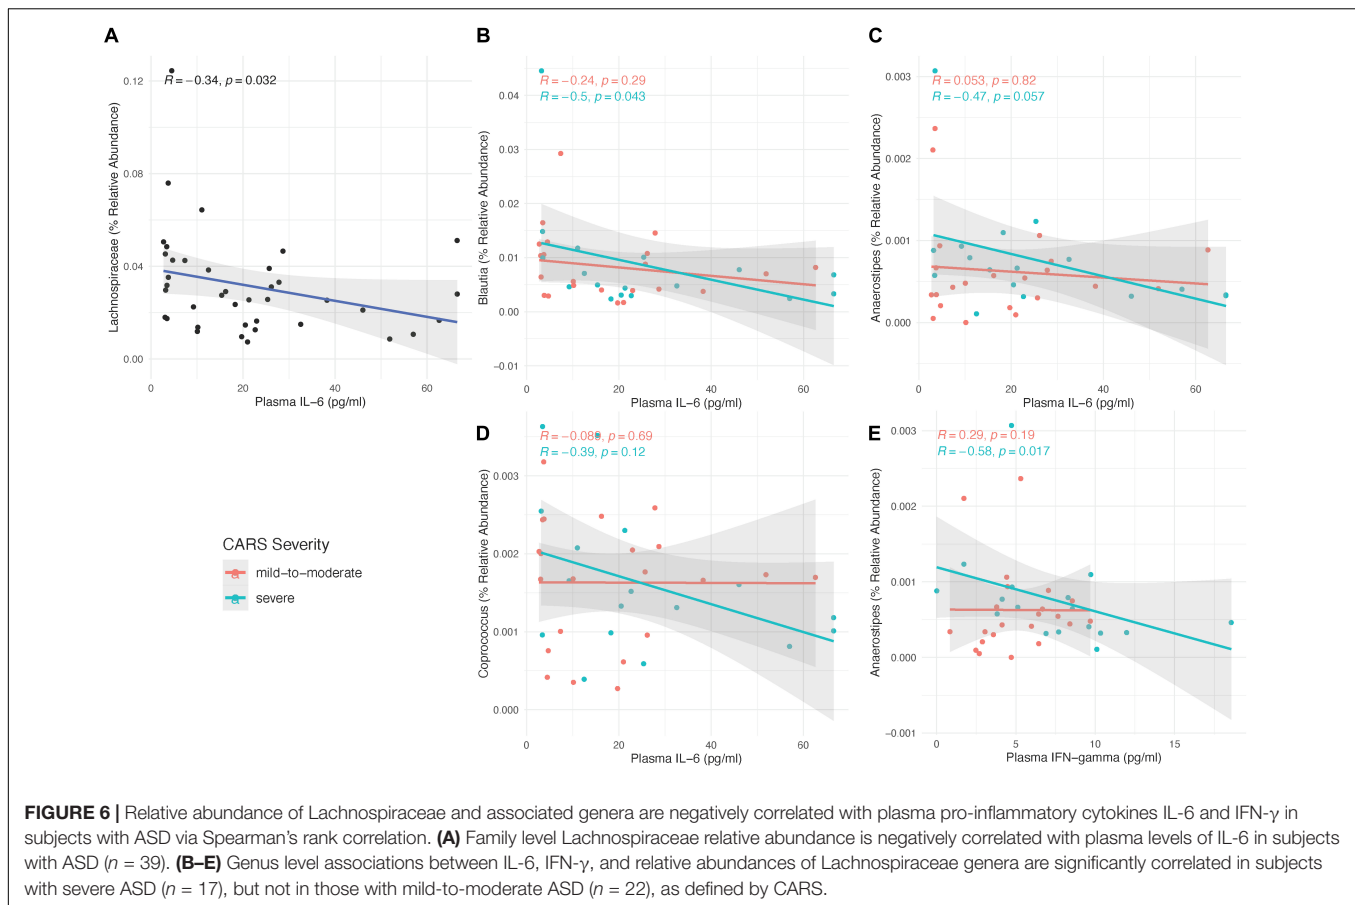 A
R = −0.34, p = 0.032
0.12
0.08
0.04
0.00
Lachnospiraceae (% Relative Abundance)
0
20
40
60
Plasma IL−6 (pg/ml)
B
R = −0.24, p = 0.29
R = −0.5, p = 0.043
0.04
0.03
0.02
0.01
0.00
−0.01
Blautia (% Relative Abundance)
0
20
40
60
Plasma IL−6 (pg/ml)
C
R = 0.053, p = 0.82
R = −0.47, p = 0.057
0.003
0.002
0.001
0.000
Anaerostipes (% Relative Abundance)
0
20
40
60
Plasma IL−6 (pg/ml)
CARS Severity
a mild−to−moderate
a severe
D
R = −0.089, p = 0.69
R = −0.39, p = 0.12
0.003
0.002
0.001
0.000
Coprococcus (% Relative Abundance)
0
20
40
60
Plasma IL−6 (pg/ml)
E
R = 0.29, p = 0.19
R = −0.58, p = 0.017
0.003
0.002
0.001
0.000
−0.001
Anaerostipes (% Relative Abundance)
0
5
10
15
Plasma IFN−gamma (pg/ml)
FIGURE 6 | Relative abundance of Lachnospiraceae and associated genera are negatively correlated with plasma pro-inflammatory cytokines IL-6 and IFN-γ in
subjects with ASD via Spearman's rank correlation. (A) Family level Lachnospiraceae relative abundance is negatively correlated with plasma levels of IL-6 in subjects
with ASD (n = 39). (B–E) Genus level associations between IL-6, IFN-γ, and relative abundances of Lachnospiraceae genera are significantly correlated in subjects
with severe ASD (n = 17), but not in those with mild-to-moderate ASD (n = 22), as defined by CARS.